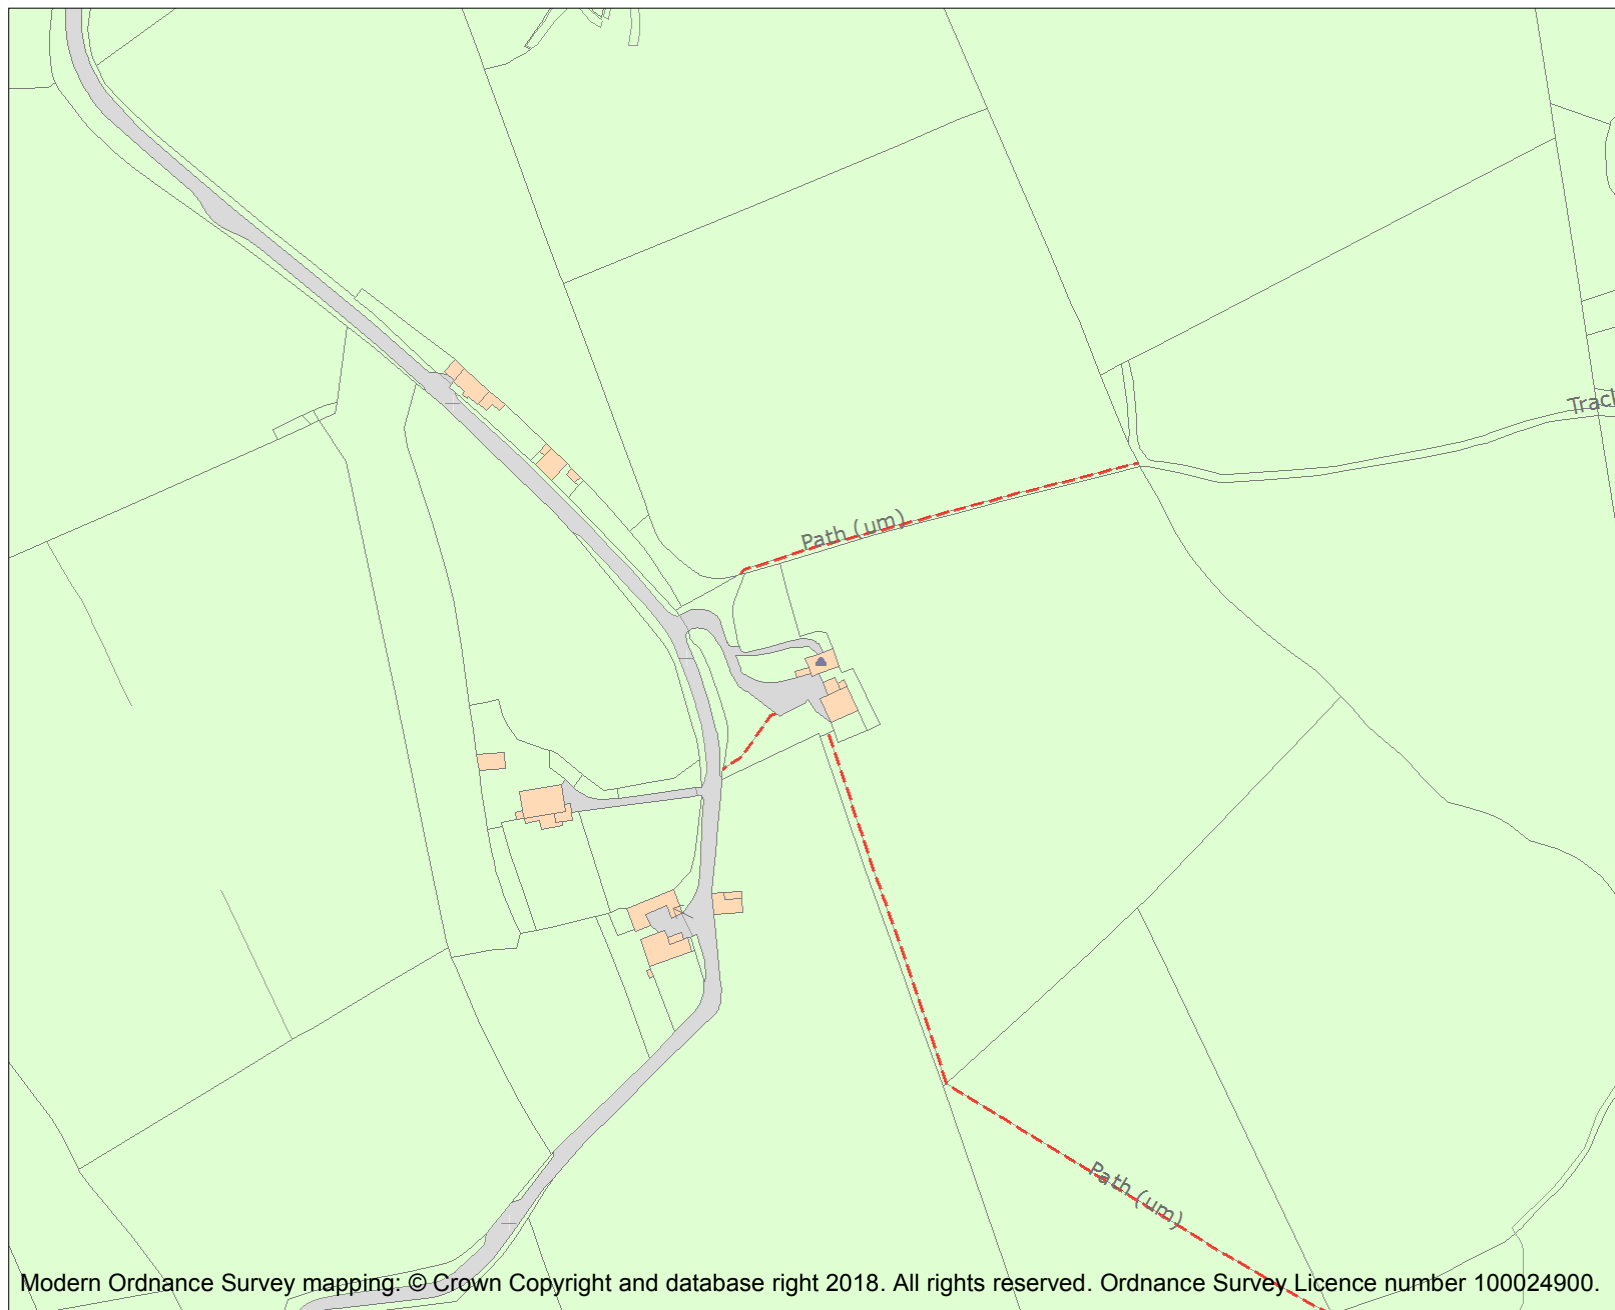 Trac
Path (um)
Path (um)
Modern Ordnance Survey mapping: © Crown Copyright and database right 2018. All rights reserved. Ordnance Survey Licence number 100024900.